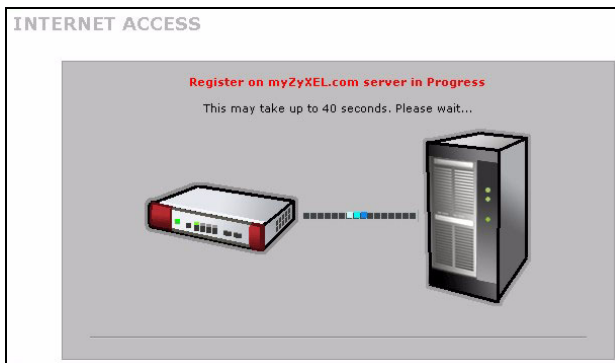 INTERNET ACCESS
Register on myZyXEL.com server in Progress
This may take up to 40 seconds. Please wait...